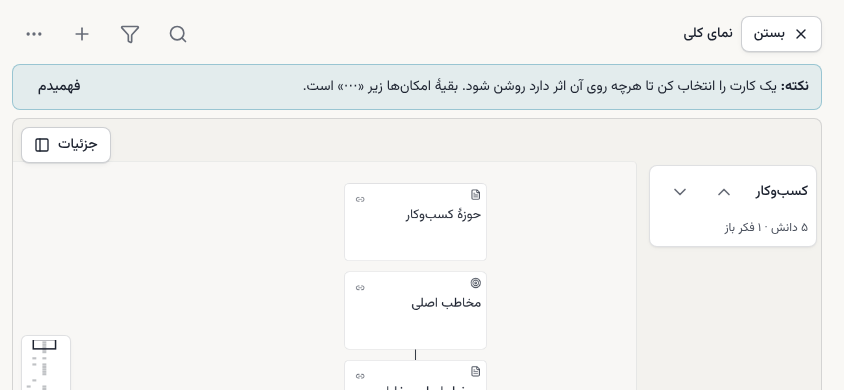 بستن
نمای کلی
نکته: یک کارت را انتخاب کن تا هرچه روی آن اثر دارد روشن شود. بقیهٔ امکان‌ها زیر «···» است.
فهمیدم
جزئیات
کسب‌وکار
۵ دانش · ۱ فکر باز
حوزهٔ کسب‌وکار
مخاطب اصلی